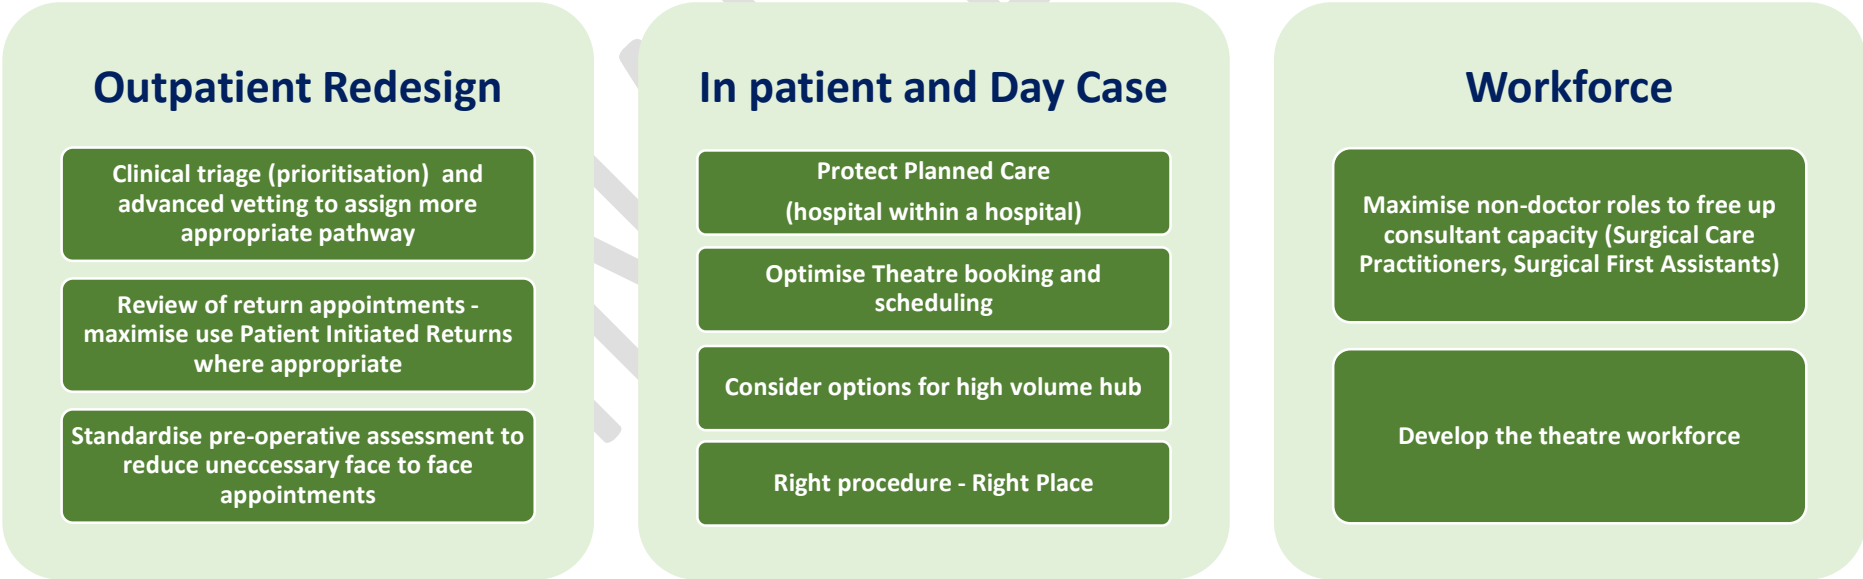 Outpatient Redesign
Clinical triage (prioritisation) and
advanced vetting to assign more
appropriate pathway
Review of return appointments -
maximise use Patient Initiated Returns
where appropriate
Standardise pre-operative assessment to
reduce uneccessary face to face
appointments
In patient and Day Case
Protect Planned Care
(hospital within a hospital)
Optimise Theatre booking and
scheduling
Consider options for high volume hub
Right procedure - Right Place
Workforce
Maximise non-doctor roles to free up
consultant capacity (Surgical Care
Practitioners, Surgical First Assistants)
Develop the theatre workforce